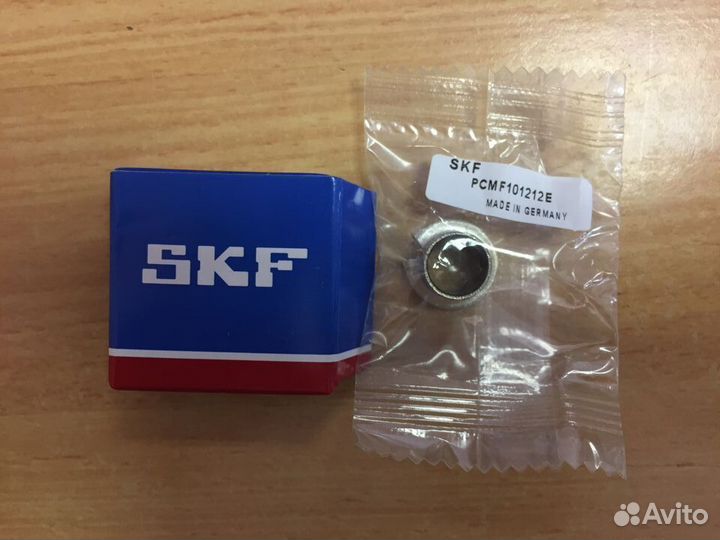 SKF
SKF
PCMF101212E
MADE IN GERMANY
Avito